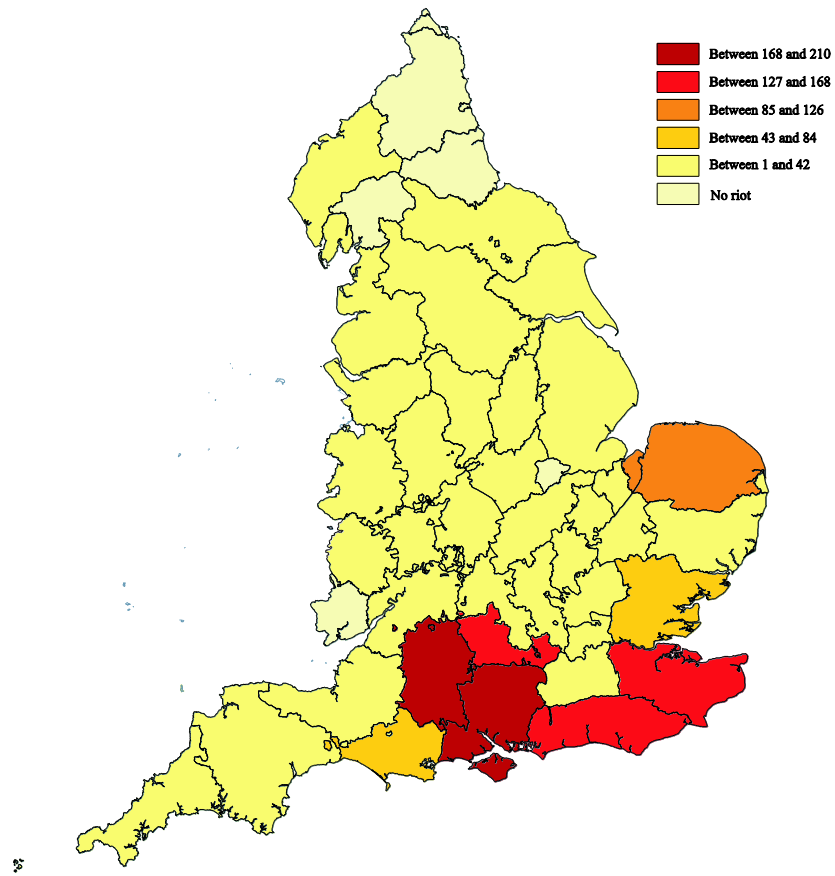 Between 168 and 210
Between 127 and 168
Between 85 and 126
Between 43 and 84
Between 1 and 42
No riot